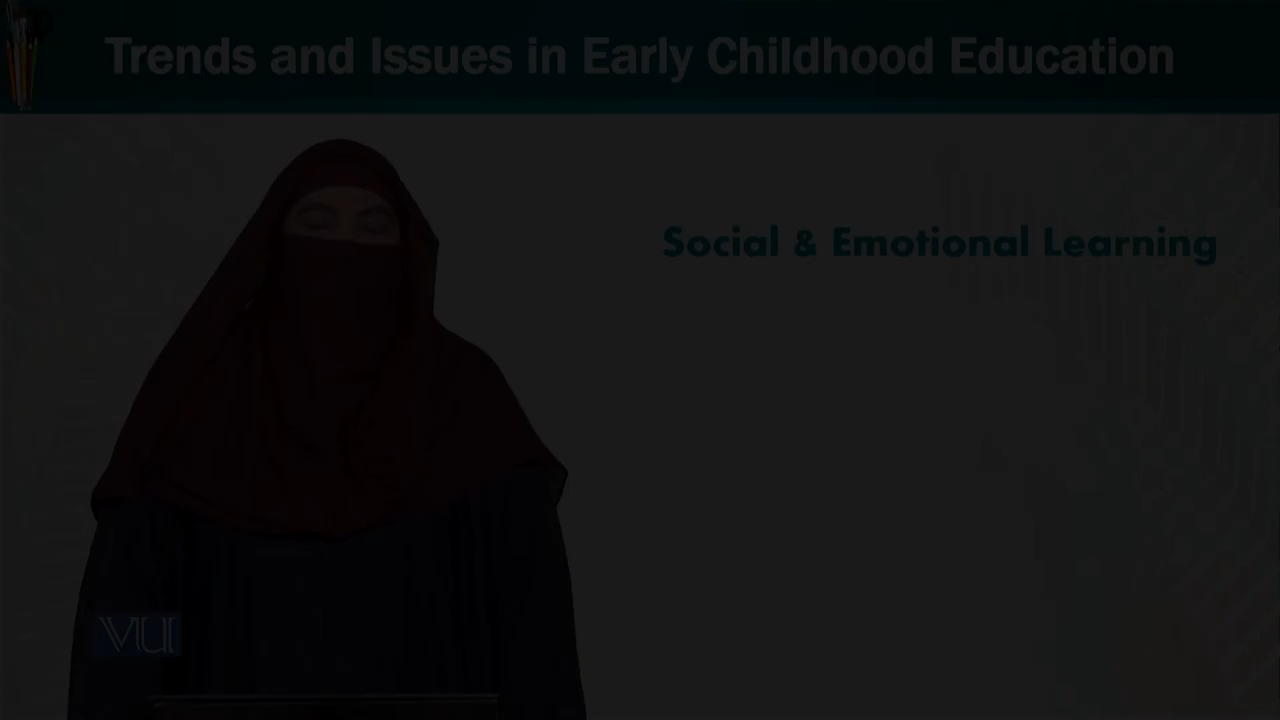 Trends and Issues in Early Childhood Education
Social & Emotional Learning
VU